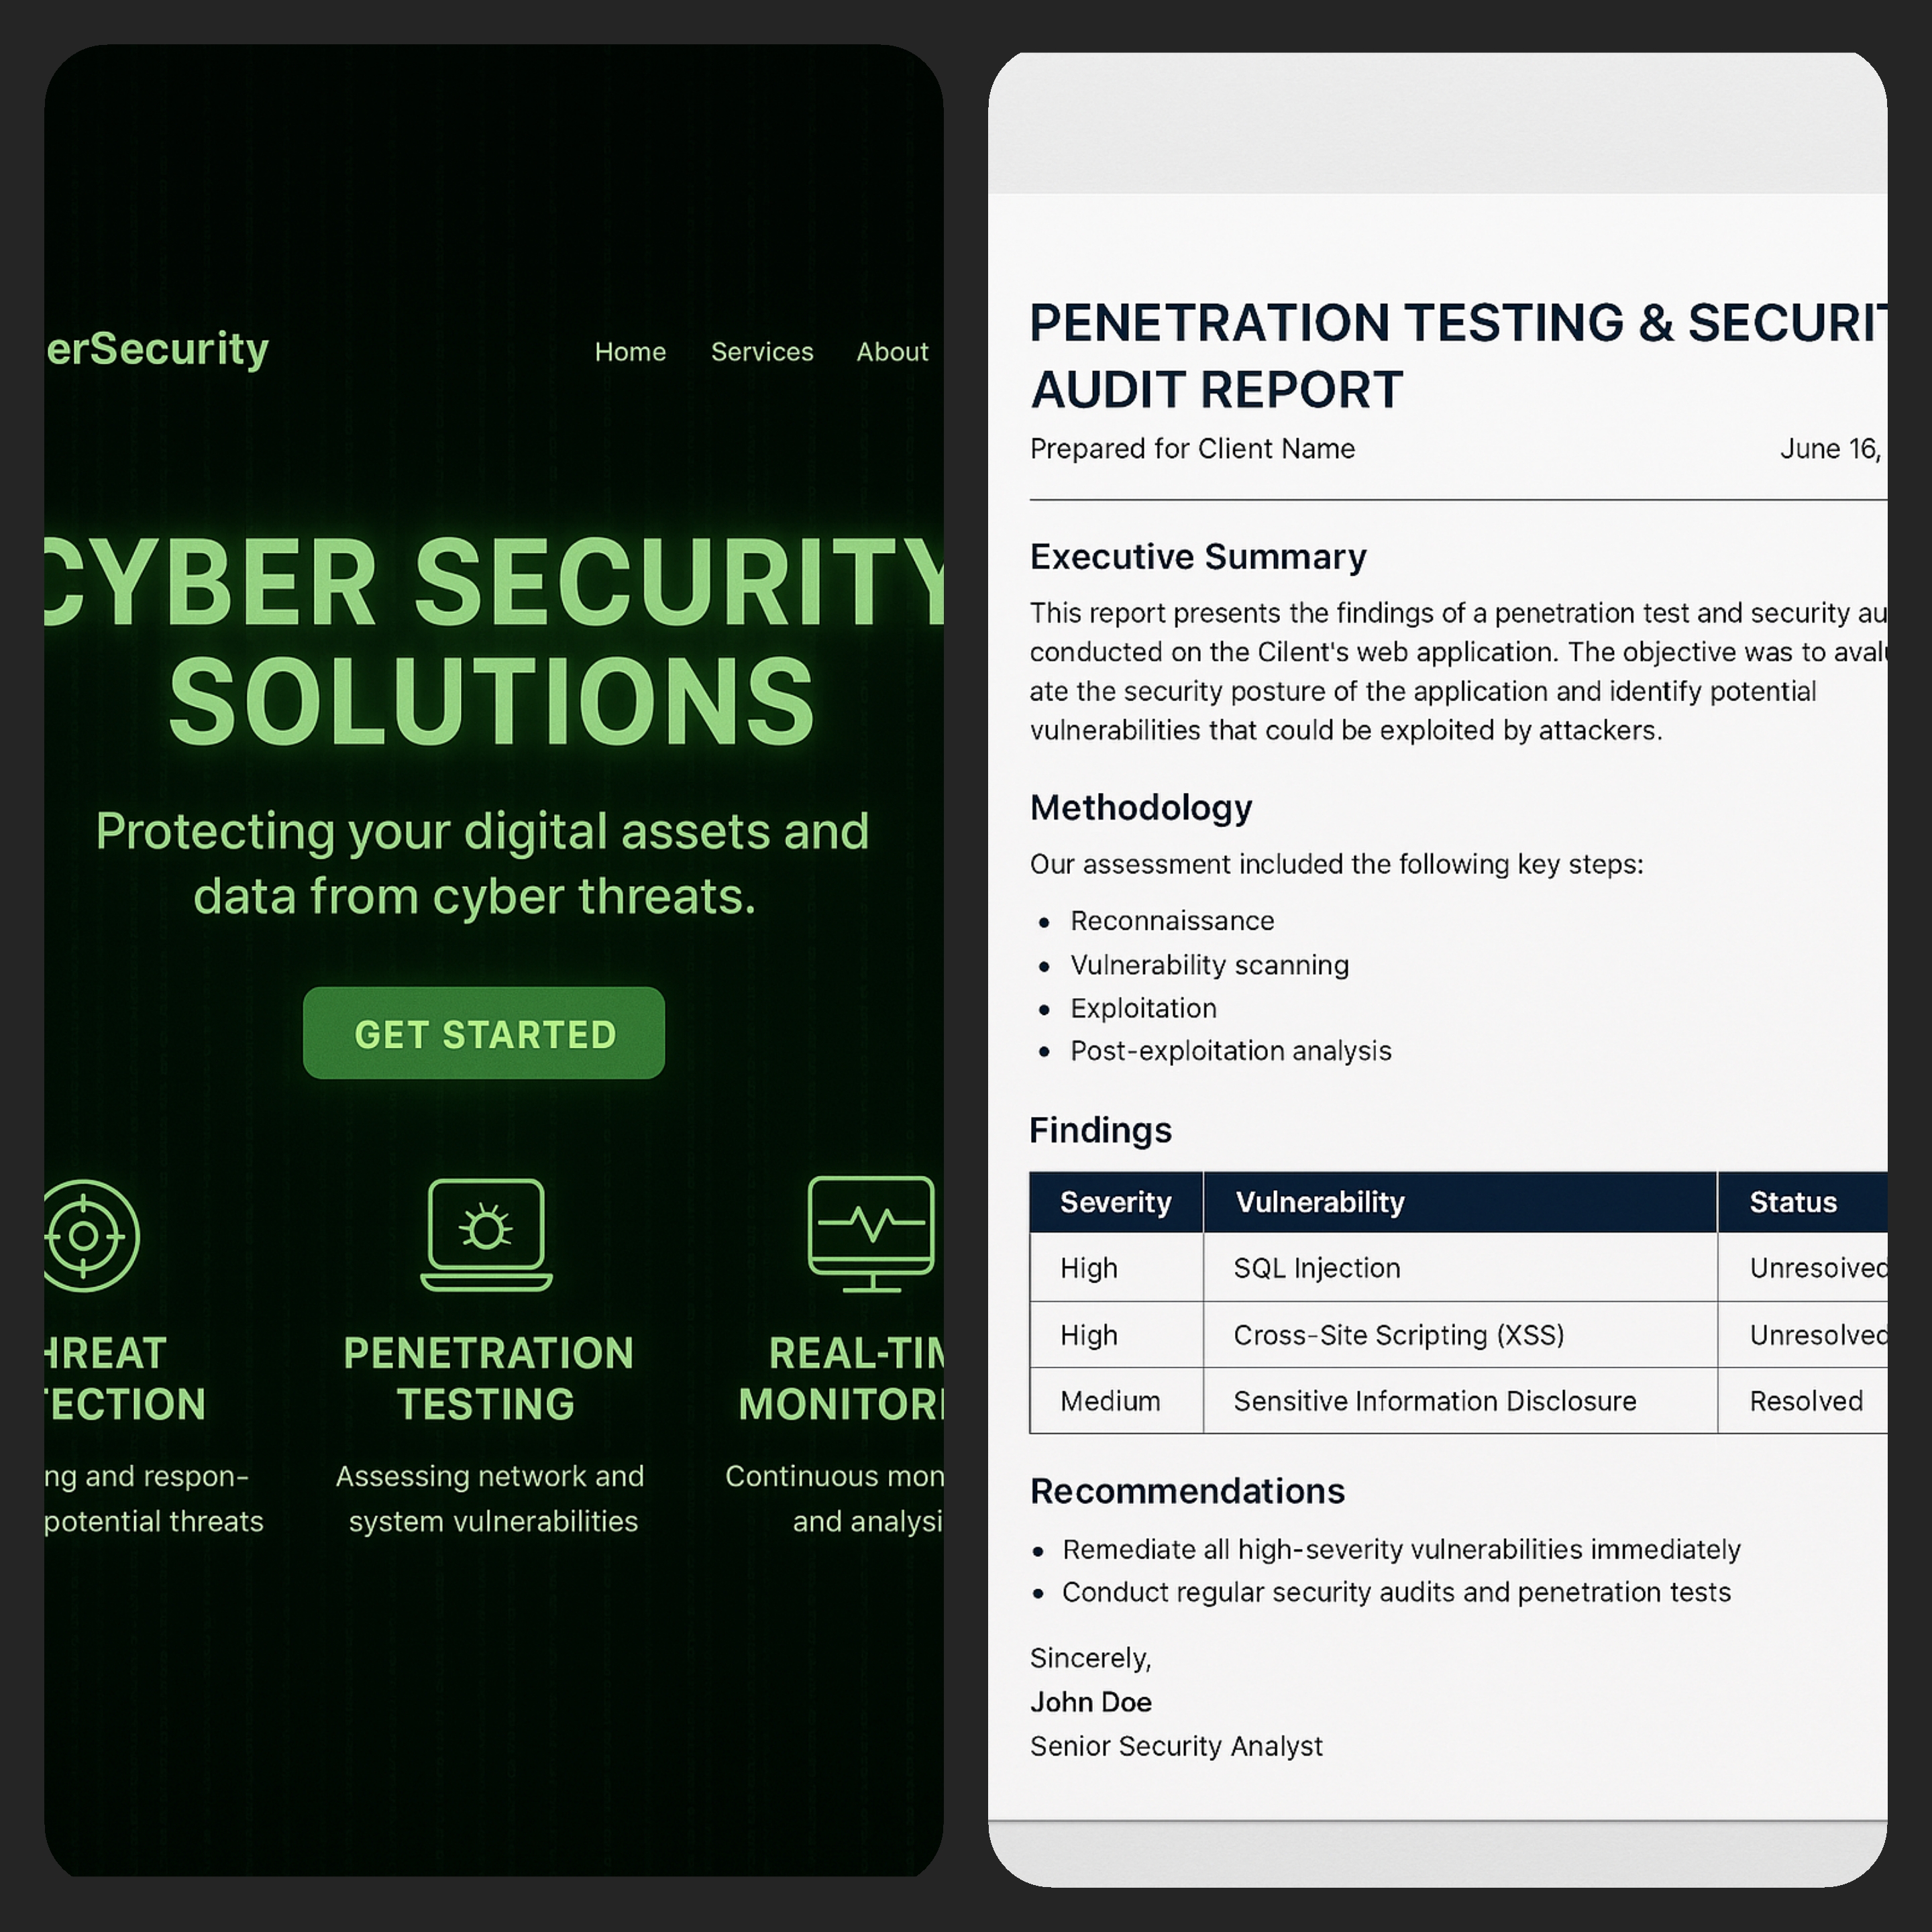 erSecurity
Home Services About
CYBER SECURITY
SOLUTIONS
Protecting your digital assets and
data from cyber threats.
GET STARTED
HREAT
TECTION
ng and respon-
potential threats
PENETRATION
TESTING
Assessing network and
system vulnerabilities
REAL-TIM
MONITORI
Continuous mon
and analysi
PENETRATION TESTING & SECURIT
AUDIT REPORT
Prepared for Client Name
June 16,
Executive Summary
This report presents the findings of a penetration test and security au
conducted on the Cilent's web application. The objective was to avalu
ate the security posture of the application and identify potential
vulnerabilities that could be exploited by attackers.
Methodology
Our assessment included the following key steps:
• Reconnaissance
• Vulnerability scanning
• Exploitation
• Post-exploitation analysis
Findings
Severity Vulnerability Status
High SQL Injection Unresoived
High Cross-Site Scripting (XSS) Unresolved
Medium Sensitive Information Disclosure Resolved
Recommendations
• Remediate all high-severity vulnerabilities immediately
• Conduct regular security audits and penetration tests
Sincerely,
John Doe
Senior Security Analyst